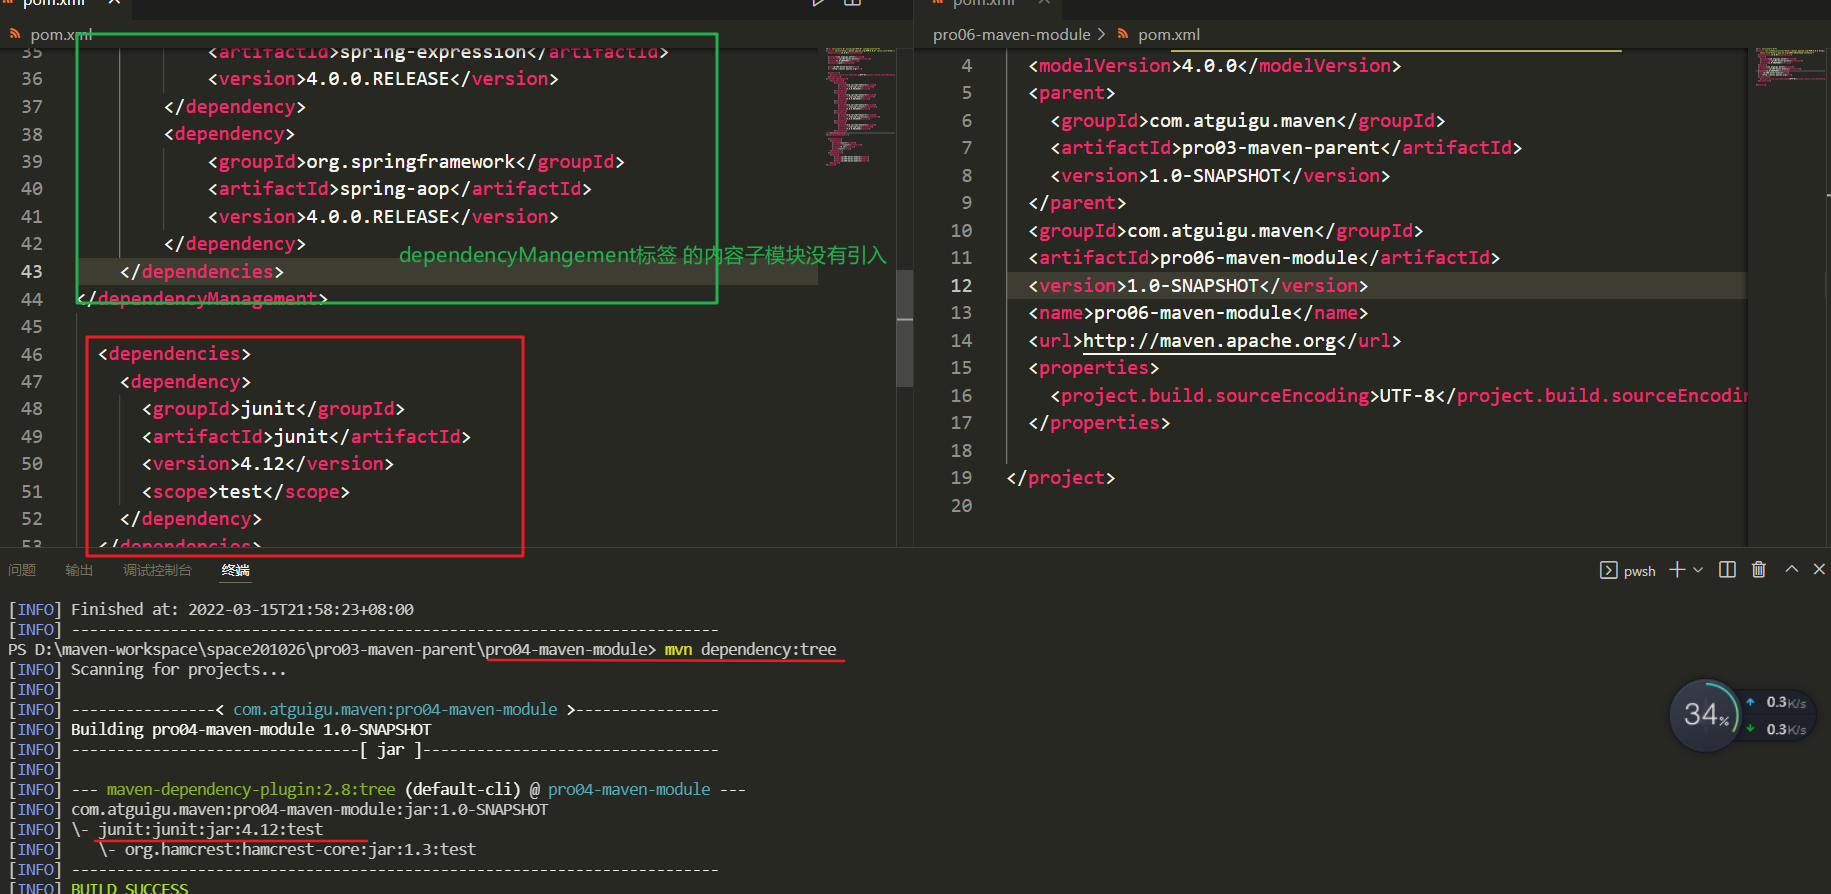 pom.xml
pom.xml
35 <artifactId>spring-expression</artifactId>
36 <version>4.0.0.RELEASE</version>
37 </dependency>
38 <dependency>
39 <groupId>org.springframework</groupId>
40 <artifactId>spring-aop</artifactId>
41 <version>4.0.0.RELEASE</version>
42 </dependency>
dependencyMangement标签 的内容子模块没有引入
43 </dependencies>
44 </dependencyManagement>
45
46 <dependencies>
47 <dependency>
48 <groupId>junit</groupId>
49 <artifactId>junit</artifactId>
50 <version>4.12</version>
51 <scope>test</scope>
52 </dependency>
53 </dependencies>
pom.xml
pro06-maven-module > pom.xml
4 <modelVersion>4.0.0</modelVersion>
5 <parent>
6 <groupId>com.atguigu.maven</groupId>
7 <artifactId>pro03-maven-parent</artifactId>
8 <version>1.0-SNAPSHOT</version>
9 </parent>
10 <groupId>com.atguigu.maven</groupId>
11 <artifactId>pro06-maven-module</artifactId>
12 <version>1.0-SNAPSHOT</version>
13 <name>pro06-maven-module</name>
14 <url>http://maven.apache.org</url>
15 <properties>
16 <project.build.sourceEncoding>UTF-8</project.build.sourceEncodin
17 </properties>
18
19 </project>
20
问题 输出 调试控制台 终端
pwsh
[INFO] Finished at: 2022-03-15T21:58:23+08:00
[INFO] ------------------------------------------------------------------------
PS D:\maven-workspace\space201026\pro03-maven-parent\pro04-maven-module> mvn dependency:tree
[INFO] Scanning for projects...
[INFO]
[INFO] ----------------< com.atguigu.maven:pro04-maven-module >----------------
[INFO] Building pro04-maven-module 1.0-SNAPSHOT
[INFO] --------------------------------[ jar ]---------------------------------
[INFO]
[INFO] --- maven-dependency-plugin:2.8:tree (default-cli) @ pro04-maven-module ---
[INFO] com.atguigu.maven:pro04-maven-module:jar:1.0-SNAPSHOT
[INFO] \- junit:junit:jar:4.12:test
[INFO]    \- org.hamcrest:hamcrest-core:jar:1.3:test
[INFO] ------------------------------------------------------------------------
[INFO] BUILD SUCCESS
34%
0.3K/s
0.3K/s